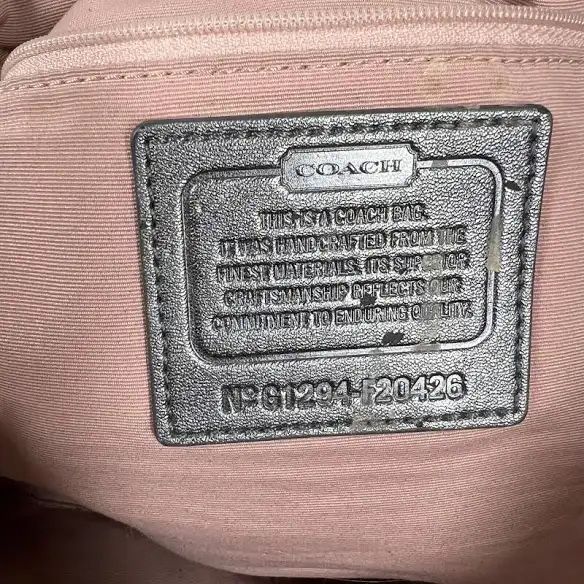 COACH
THIS IS A COACH BAG.
IT WAS HANDCRAFTED FROM THE
FINEST MATERIALS. ITS SUPERIOR
CRAFTSMANSHIP REFLECTS OUR
COMMITMENT TO ENDURING QUALITY.
Nº G1294-F20426